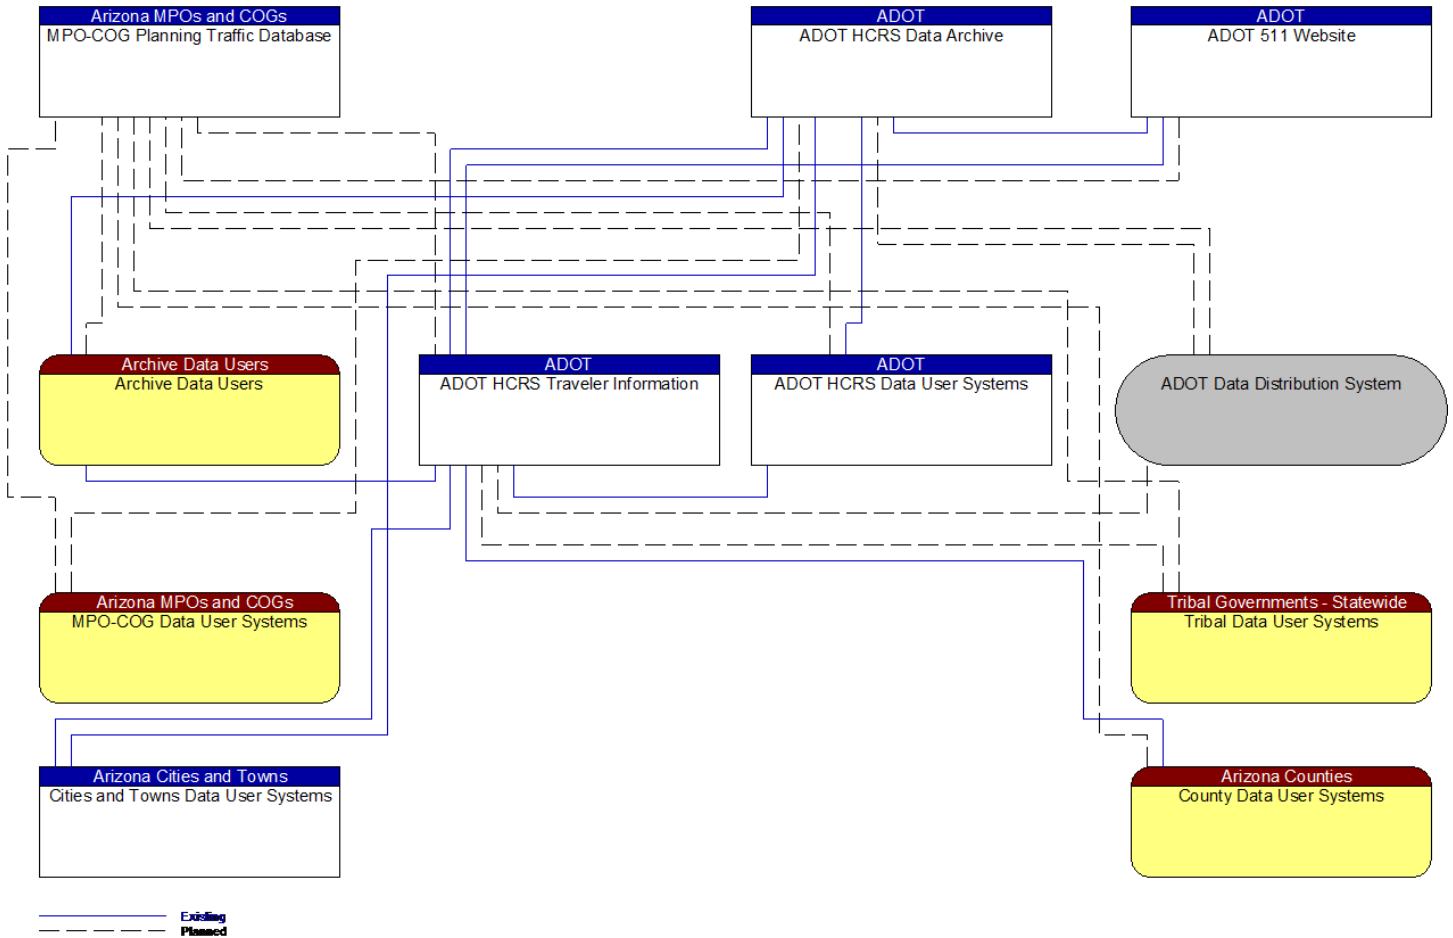 Arizona MPOs and COGs
MPO-COG Planning Traffic Database
ADOT
ADOT HCRS Data Archive
ADOT
ADOT 511 Website
Archive Data Users
Archive Data Users
ADOT
ADOT HCRS Traveler Information
ADOT
ADOT HCRS Data User Systems
ADOT Data Distribution System
Arizona MPOs and COGs
MPO-COG Data User Systems
Tribal Governments - Statewide
Tribal Data User Systems
Arizona Cities and Towns
Cities and Towns Data User Systems
Arizona Counties
County Data User Systems
Existing
Planned